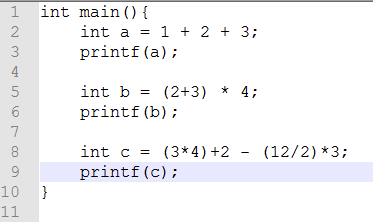 1 int main(){
2     int a = 1 + 2 + 3;
3     printf(a);
4
5     int b = (2+3) * 4;
6     printf(b);
7
8     int c = (3*4)+2 - (12/2)*3;
9     printf(c);
10 }
11